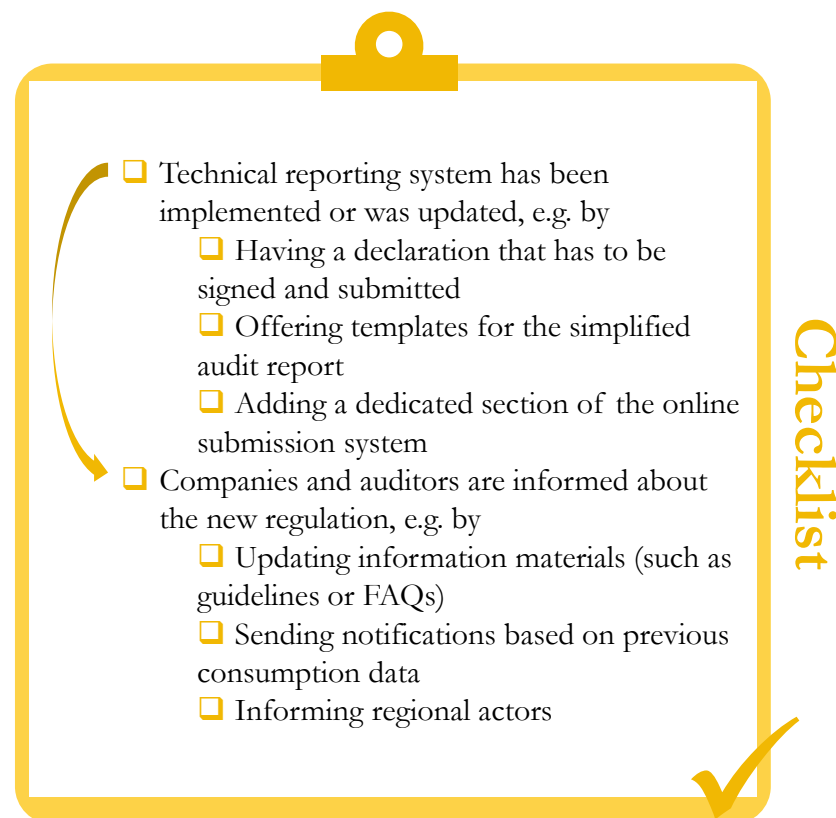 ❑ Technical reporting system has been
implemented or was updated, e.g. by
❑ Having a declaration that has to be
signed and submitted
❑ Offering templates for the simplified
audit report
❑ Adding a dedicated section of the online
submission system
❑ Companies and auditors are informed about
the new regulation, e.g. by
❑ Updating information materials (such as
guidelines or FAQs)
❑ Sending notifications based on previous
consumption data
❑ Informing regional actors
Checklist